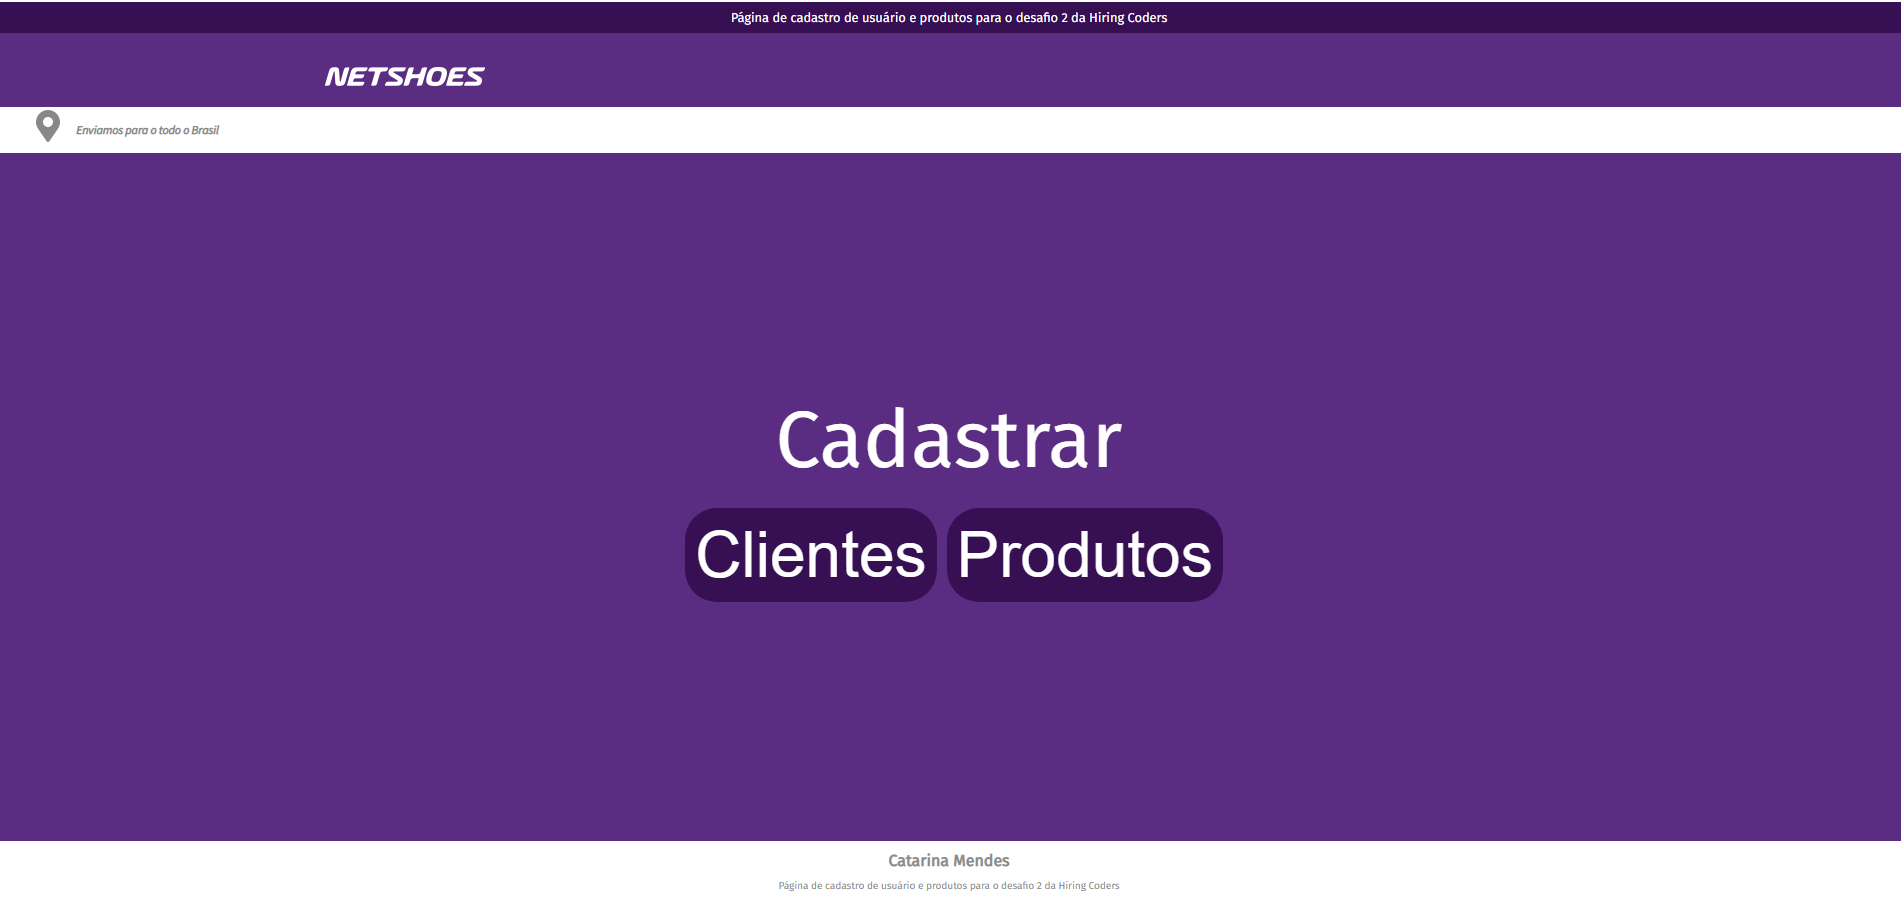 Página de cadastro de usuário e produtos para o desafio 2 da Hiring Coders
NETSHOES
Enviamos para o todo o Brasil
Cadastrar
Clientes Produtos
Catarina Mendes
Página de cadastro de usuário e produtos para o desafio 2 da Hiring Coders